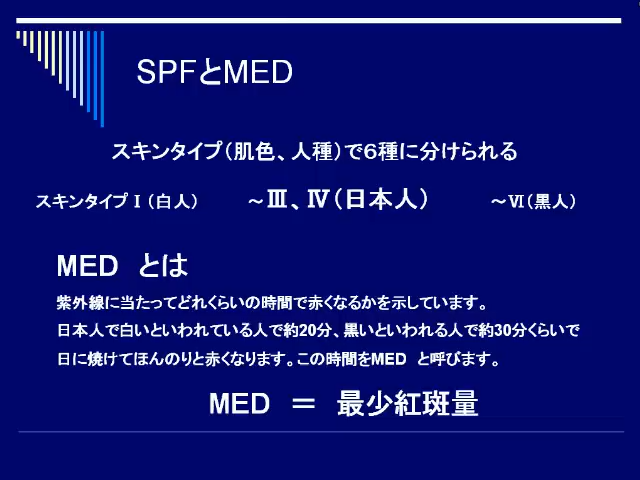 SPFとMED
スキンタイプ（肌色、人種）で６種に分けられる
スキンタイプⅠ（白人）　～Ⅲ、Ⅳ（日本人）　～Ⅵ（黒人）
MED　とは
紫外線に当たってどれくらいの時間で赤くなるかを示しています。
日本人で白いといわれている人で約20分、黒いといわれる人で約30分くらいで
日に焼けてほんのりと赤くなります。この時間をMED　と呼びます。
MED　＝　最少紅斑量